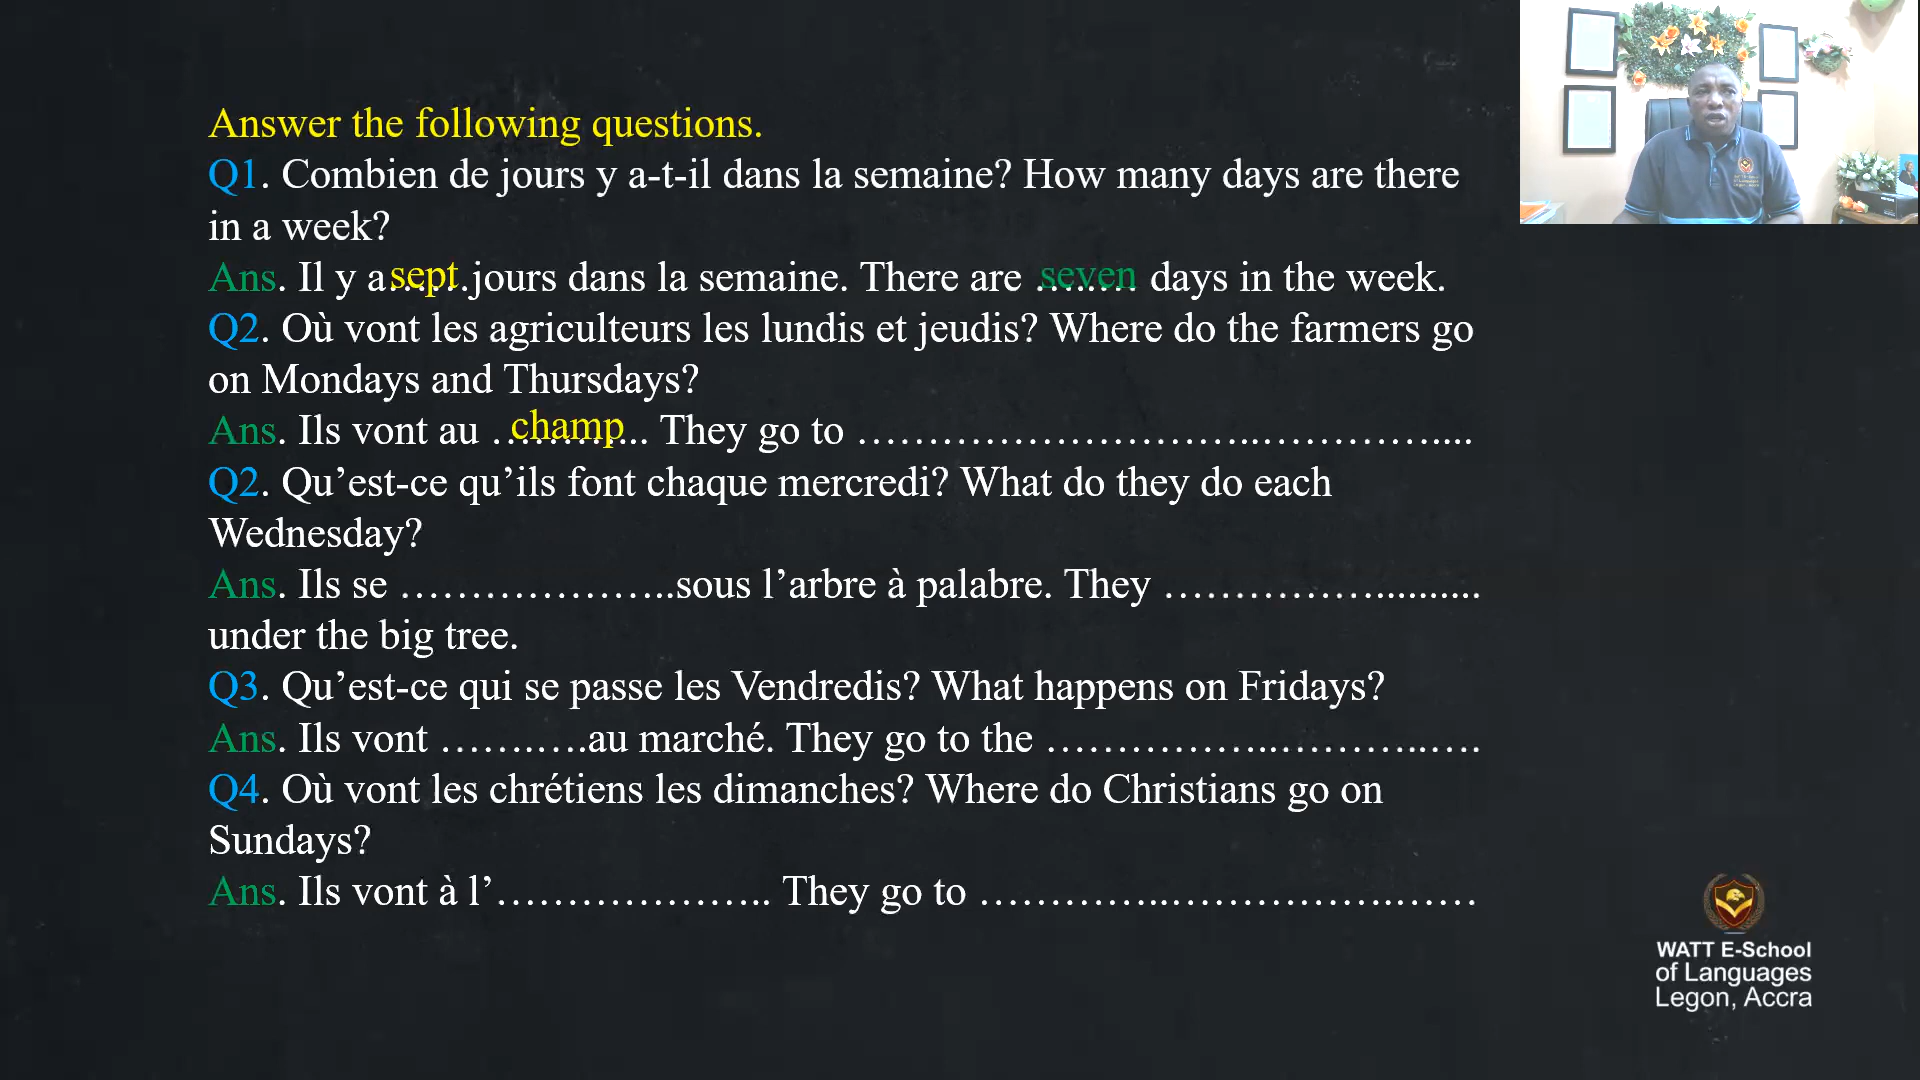 Answer the following questions.
Q1. Combien de jours y a-t-il dans la semaine? How many days are there
in a week?
Ans. Il y a sept jours dans la semaine. There are seven days in the week.
Q2. Où vont les agriculteurs les lundis et jeudis? Where do the farmers go
on Mondays and Thursdays?
Ans. Ils vont au champ... They go to ……………………………………....
Q2. Qu’est-ce qu’ils font chaque mercredi? What do they do each
Wednesday?
Ans. Ils se ………………..sous l’arbre à palabre. They ……………..........
under the big tree.
Q3. Qu’est-ce qui se passe les Vendredis? What happens on Fridays?
Ans. Ils vont …….….au marché. They go to the ……………..………..….
Q4. Où vont les chrétiens les dimanches? Where do Christians go on
Sundays?
Ans. Ils vont à l’……………….. They go to …………..……………..……
WATT E-School
of Languages
Legon, Accra